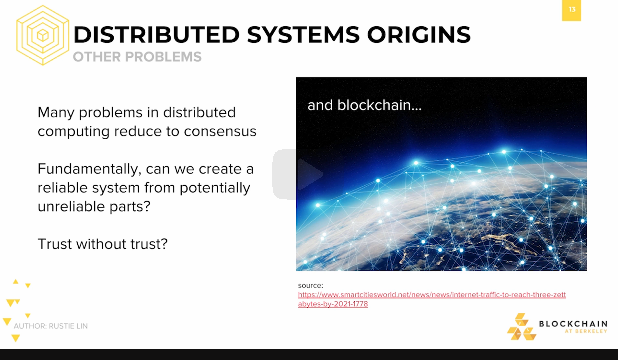 13
DISTRIBUTED SYSTEMS ORIGINS
OTHER PROBLEMS
Many problems in distributed
computing reduce to consensus
Fundamentally, can we create a
reliable system from potentially
unreliable parts?
Trust without trust?
and blockchain...
source:
https://www.smartcitiesworld.net/news/news/internet-traffic-to-reach-three-zett
abytes-by-2021-1778
AUTHOR: RUSTIE LIN
BLOCKCHAIN
AT BERKELEY